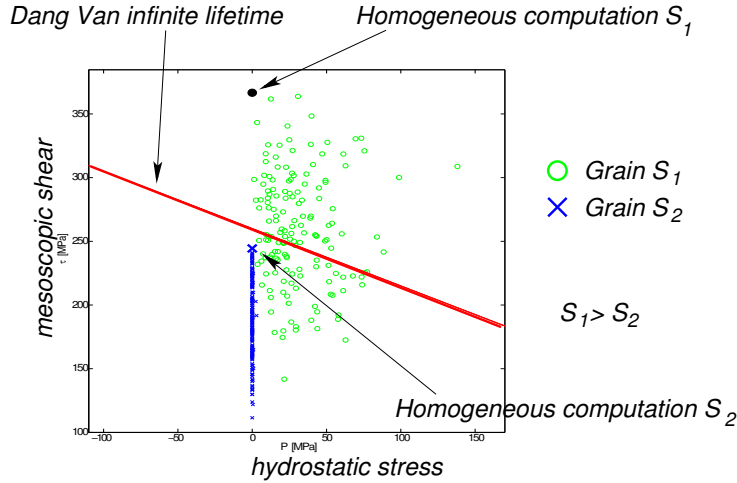 Dang Van infinite lifetime
Homogeneous computation S1
350
300
250
200
150
100
mesoscopic shear
τ [MPa]
Grain S1
Grain S2
S1> S2
Homogeneous computation S2
−100
−50
0
50
100
150
P [MPa]
hydrostatic stress